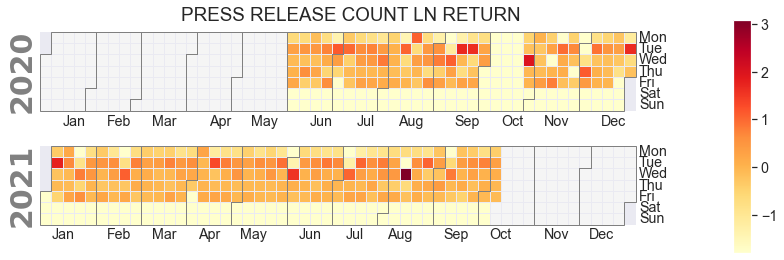 PRESS RELEASE COUNT LN RETURN
2020
Mon
Tue
Wed
Thu
Fri
Sat
Sun
Jan Feb Mar Apr May Jun Jul Aug Sep Oct Nov Dec
2021
Mon
Tue
Wed
Thu
Fri
Sat
Sun
Jan Feb Mar Apr May Jun Jul Aug Sep Oct Nov Dec
3
2
1
0
−1